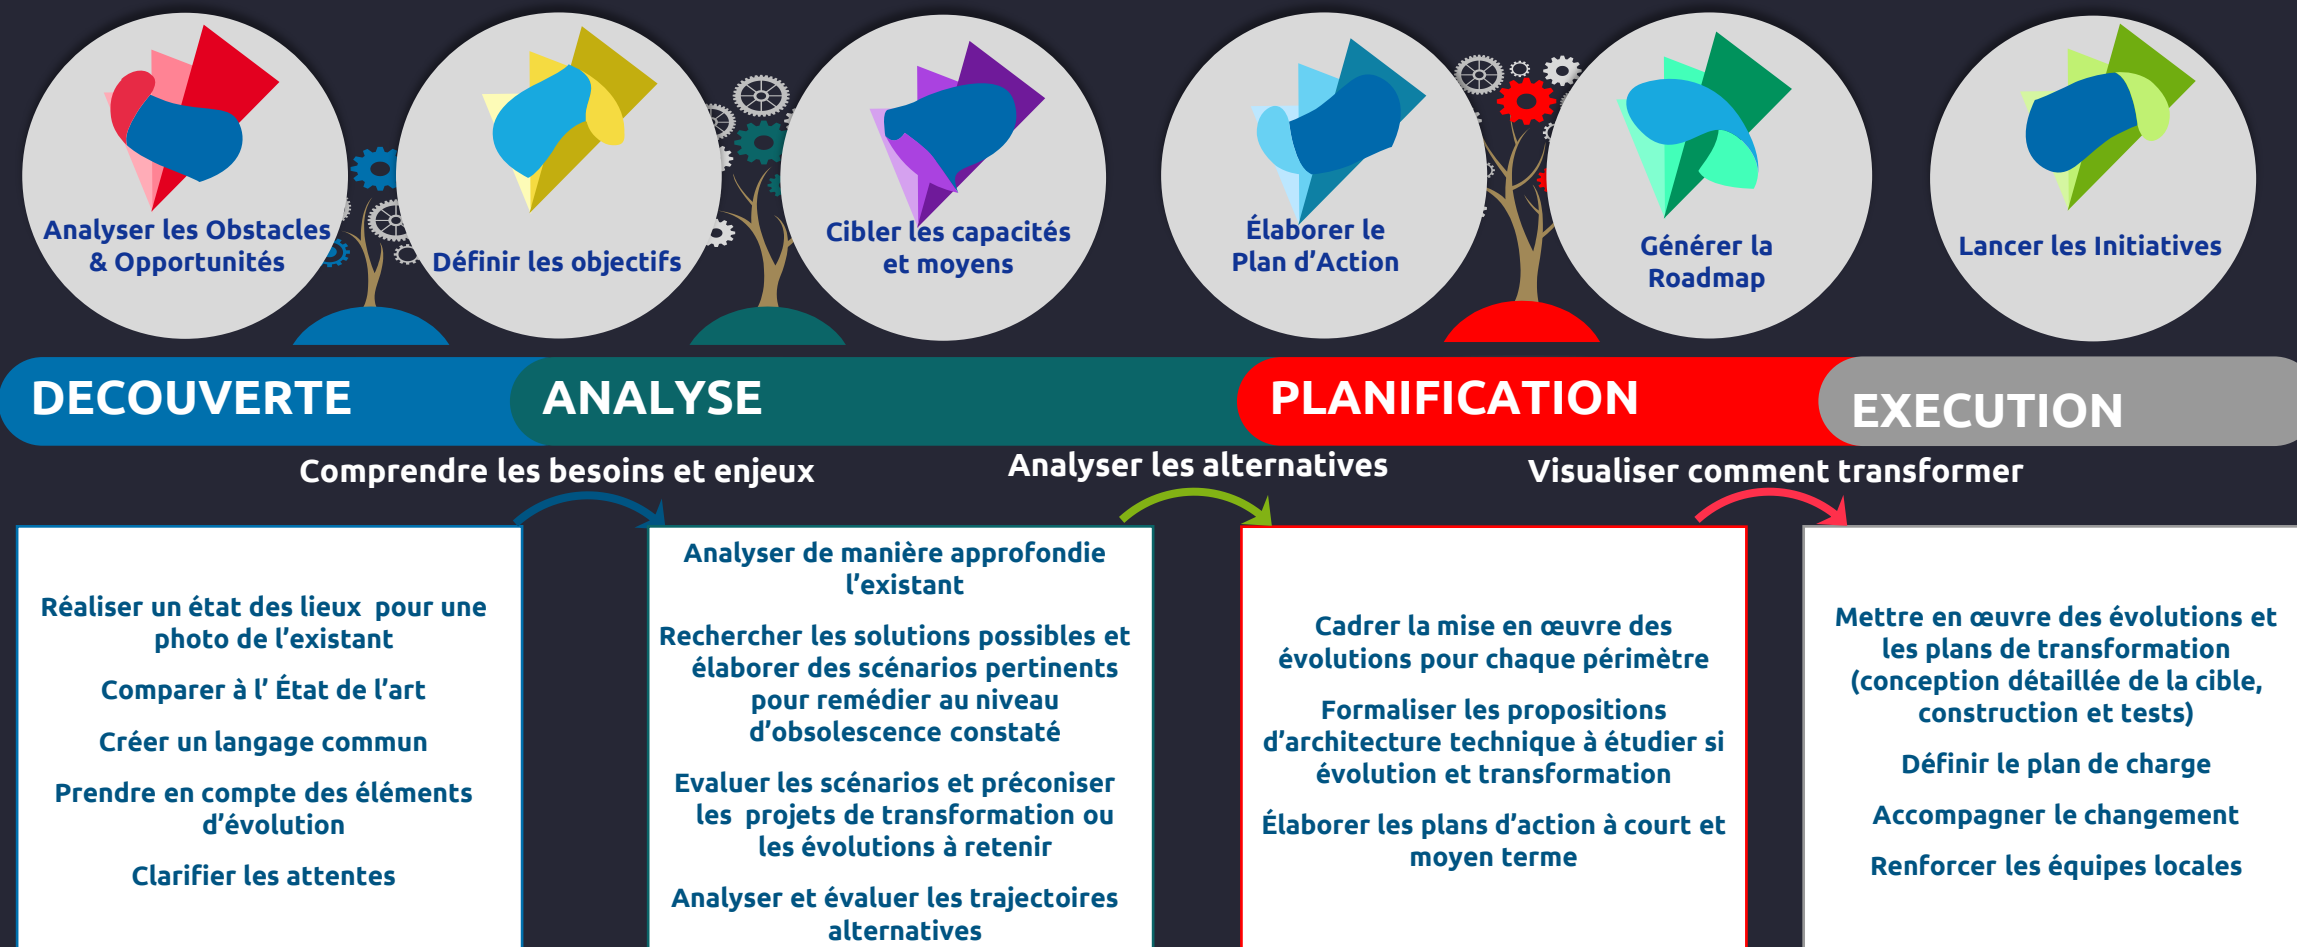 Analyser les Obstacles
& Opportunités
Définir les objectifs
Cibler les capacités
et moyens
Élaborer le
Plan d’Action
Générer la
Roadmap
Lancer les Initiatives
DECOUVERTE
ANALYSE
PLANIFICATION
EXECUTION
Comprendre les besoins et enjeux
Analyser les alternatives
Visualiser comment transformer
Réaliser un état des lieux  pour une
photo de l’existant
Comparer à l’ État de l’art
Créer un langage commun
Prendre en compte des éléments
d’évolution
Clarifier les attentes
Analyser de manière approfondie
l’existant
Rechercher les solutions possibles et
élaborer des scénarios pertinents
pour remédier au niveau
d’obsolescence constaté
Evaluer les scénarios et préconiser
les  projets de transformation ou
les évolutions à retenir
Analyser et évaluer les trajectoires
alternatives
Cadrer la mise en œuvre des
évolutions pour chaque périmètre
Formaliser les propositions
d’architecture technique à étudier si
évolution et transformation
Élaborer les plans d’action à court et
moyen terme
Mettre en œuvre des évolutions et
les plans de transformation
(conception détaillée de la cible,
construction et tests)
Définir le plan de charge
Accompagner le changement
Renforcer les équipes locales